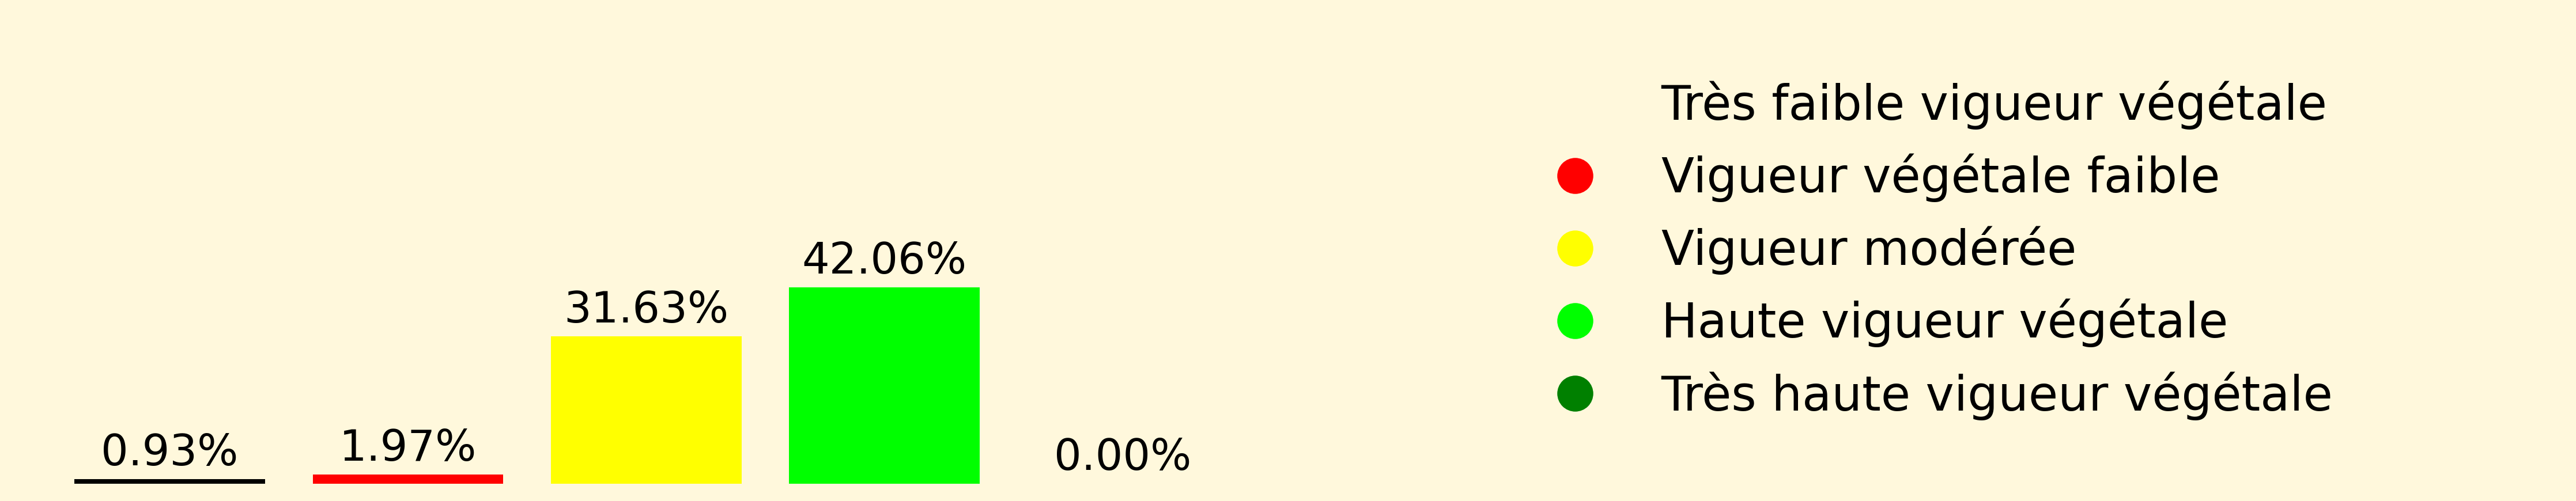 0.93%
1.97%
31.63%
42.06%
0.00%
Très faible vigueur végétale
Vigueur végétale faible
Vigueur modérée
Haute vigueur végétale
Très haute vigueur végétale